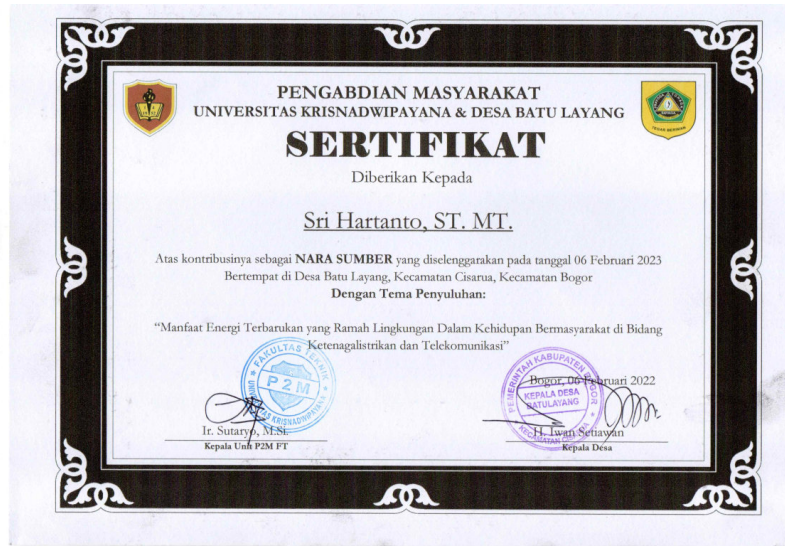 PENGABDIAN MASYARAKAT
UNIVERSITAS KRISNADWIPAYANA & DESA BATU LAYANG
SERTIFIKAT
Diberikan Kepada
Sri Hartanto, ST. MT.
Atas kontribusinya sebagai NARA SUMBER yang diselenggarakan pada tanggal 06 Februari 2023
Bertempat di Desa Batu Layang, Kecamatan Cisarua, Kecamatan Bogor
Dengan Tema Penyuluhan:
“Manfaat Energi Terbarukan yang Ramah Lingkungan Dalam Kehidupan Bermasyarakat di Bidang
Ketenagalistrikan dan Telekomunikasi”
FAKULTAS TEKNIK
P2M
UNIVERSITAS KRISNADWIPAYANA
Ir. Sutaryo, M.Si.
Kepala Unit P2M FT
Bogor, 06 Februari 2022
PEMERINTAH KABUPATEN BOGOR
KEPALA DESA
BATULAYANG
KECAMATAN CISARUA
H. Iwan Setiawan
Kepala Desa